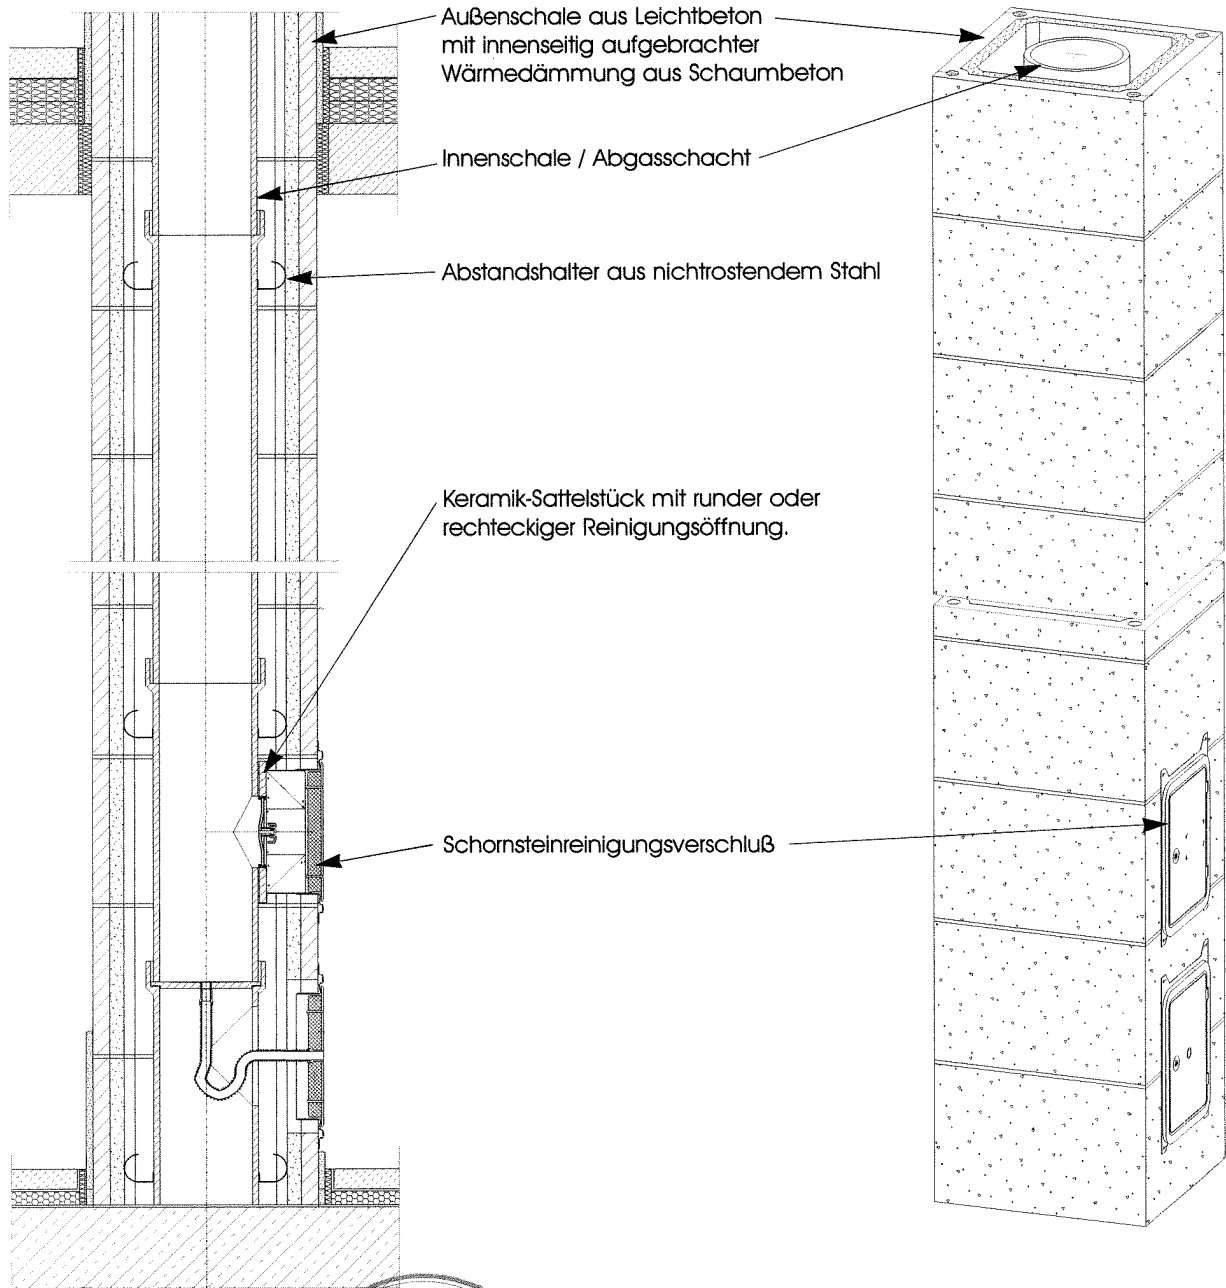 Außenschale aus Leichtbeton
mit innenseitig aufgebrachter
Wärmedämmung aus Schaumbeton
Innenschale / Abgasschacht
Abstandshalter aus nichtrostendem Stahl
Keramik-Sattelstück mit runder oder
rechteckiger Reinigungsöffnung.
Schornsteinreinigungsverschluß